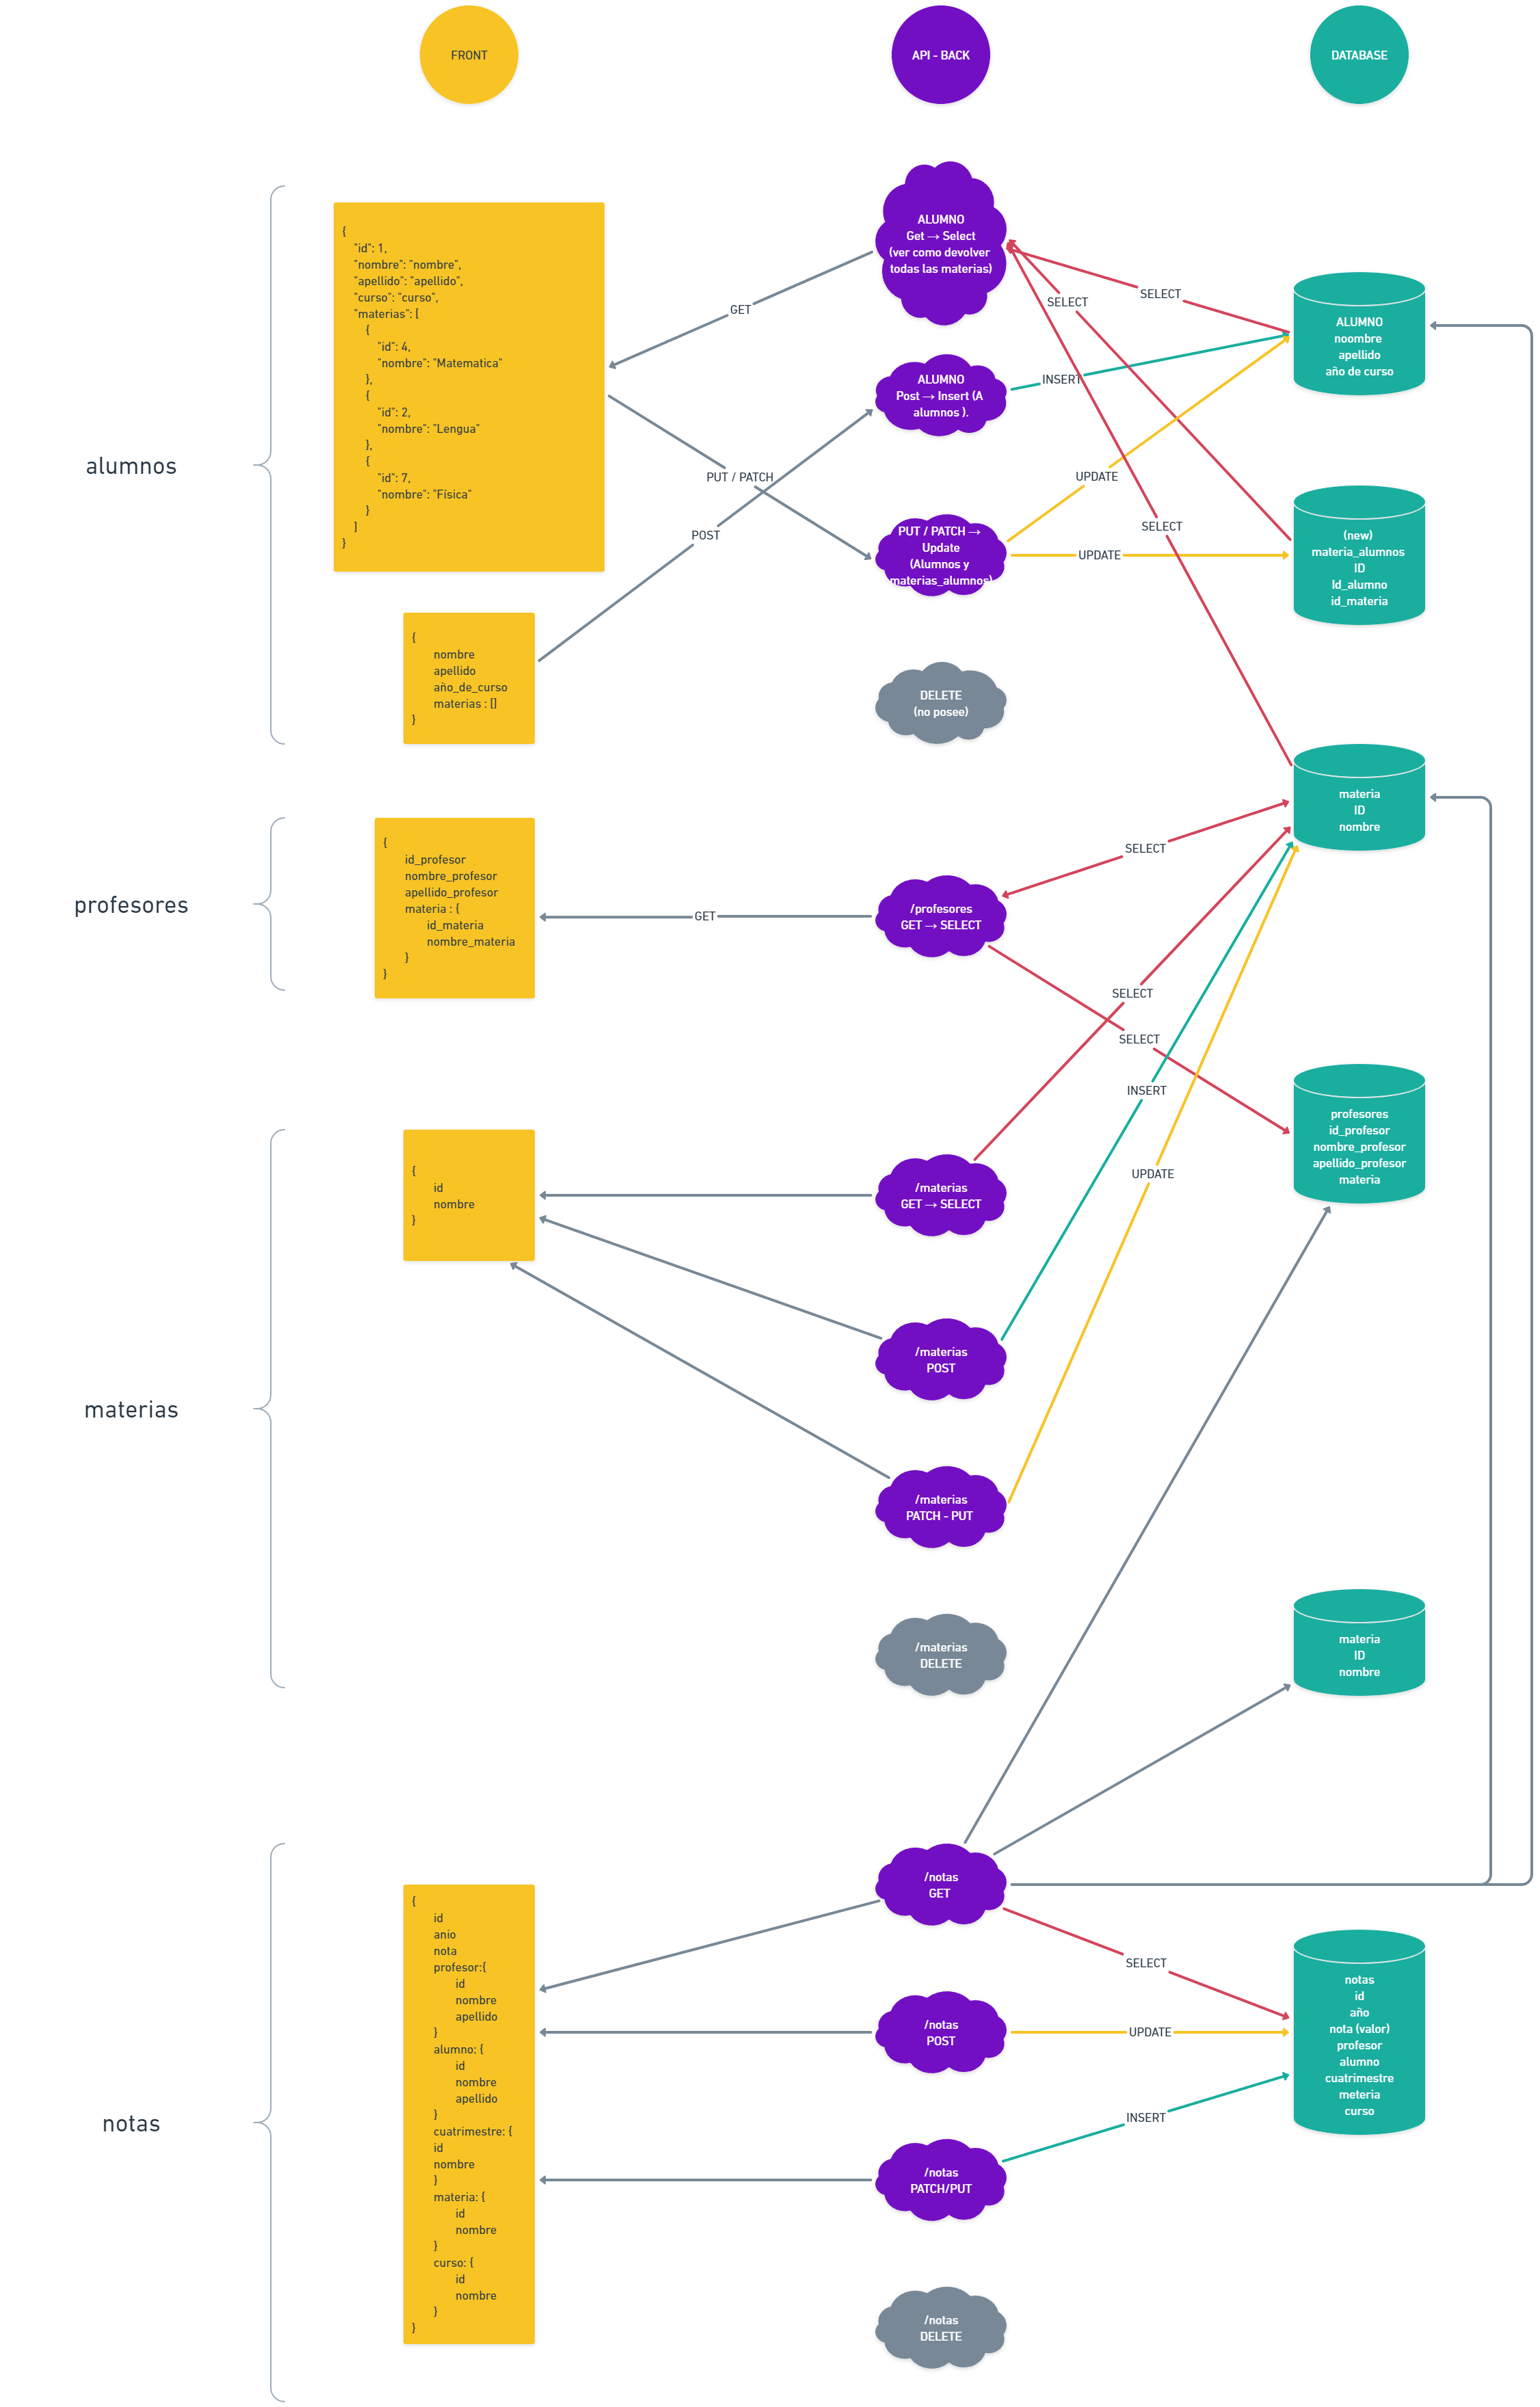 FRONT
API - BACK
DATABASE
alumnos
{
"id": 1,
"nombre": "nombre",
"apellido": "apellido",
"curso": "curso",
"materias": [
{
"id": 4,
"nombre": "Matematica"
},
{
"id": 2,
"nombre": "Lengua"
},
{
"id": 7,
"nombre": "Física"
}
]
}
{
nombre
apellido
año_de_curso
materias : []
}
GET
PUT / PATCH
POST
ALUMNO
Get → Select
(ver como devolver
todas las materias)
ALUMNO
Post → Insert (A
alumnos ).
PUT / PATCH →
Update
(Alumnos y
materias_alumnos)
DELETE
(no posee)
SELECT
SELECT
INSERT
UPDATE
SELECT
UPDATE
ALUMNO
noombre
apellido
año de curso
(new)
materia_alumnos
ID
Id_alumno
id_materia
materia
ID
nombre
profesores
{
id_profesor
nombre_profesor
apellido_profesor
materia : {
id_materia
nombre_materia
}
}
GET
/profesores
GET → SELECT
SELECT
SELECT
SELECT
INSERT
UPDATE
profesores
id_profesor
nombre_profesor
apellido_profesor
materia
materias
{
id
nombre
}
/materias
GET → SELECT
/materias
POST
/materias
PATCH - PUT
/materias
DELETE
materia
ID
nombre
notas
{
id
anio
nota
profesor:{
id
nombre
apellido
}
alumno: {
id
nombre
apellido
}
cuatrimestre: {
id
nombre
}
materia: {
id
nombre
}
curso: {
id
nombre
}
}
/notas
GET
/notas
POST
/notas
PATCH/PUT
/notas
DELETE
SELECT
UPDATE
INSERT
notas
id
año
nota (valor)
profesor
alumno
cuatrimestre
meteria
curso